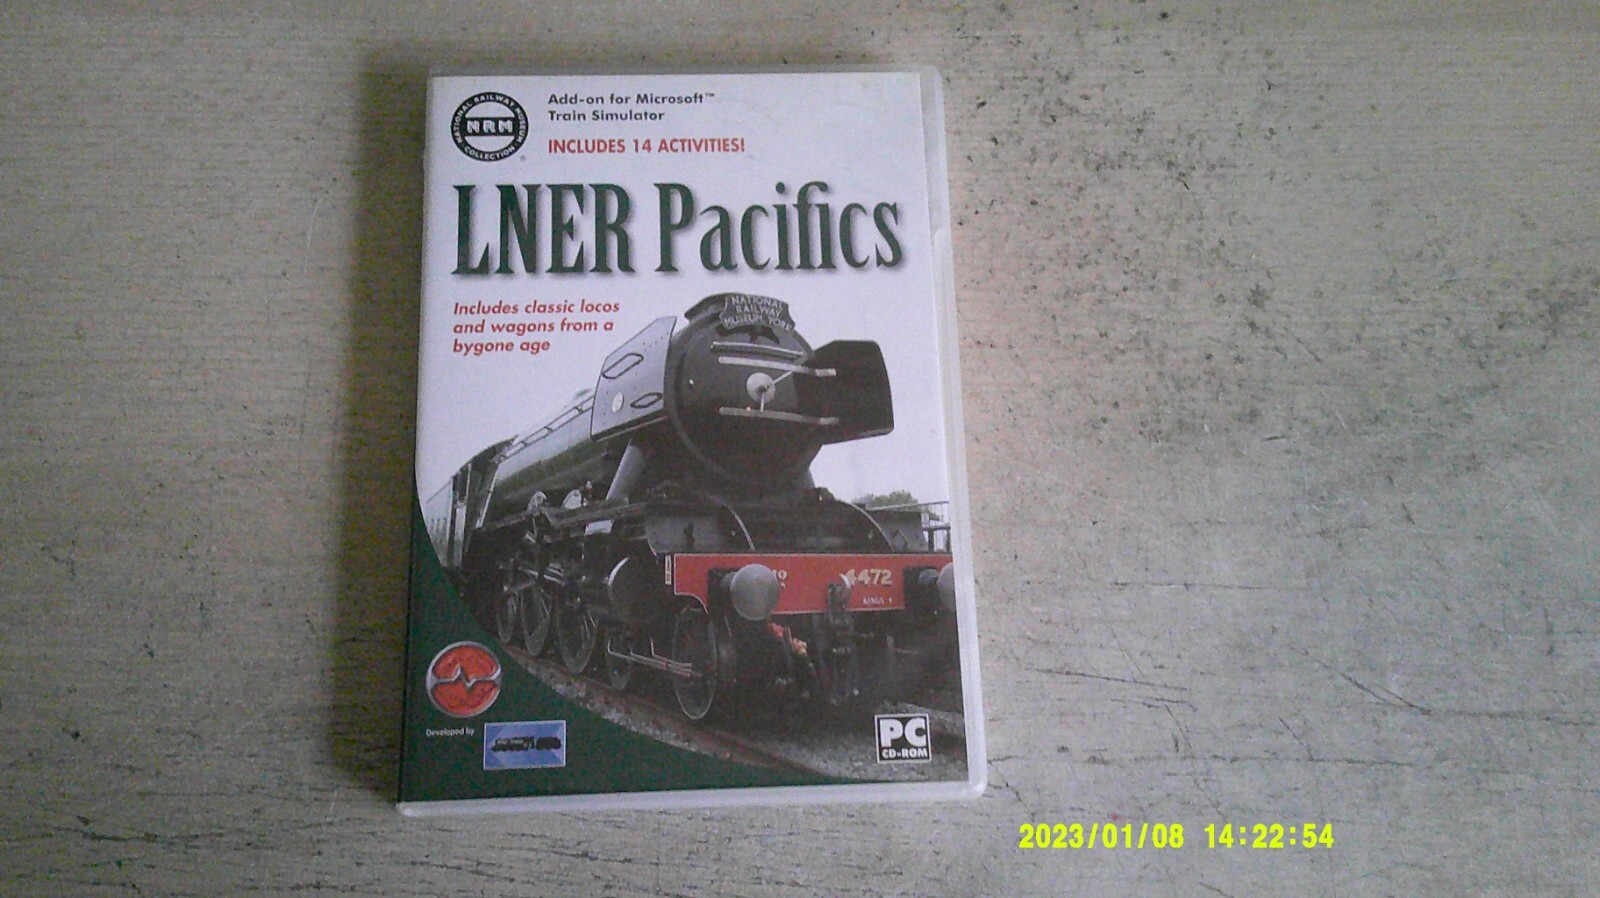 NATIONAL RAILWAY MUSEUM
NRM
COLLECTION
Add-on for Microsoft™
Train Simulator
INCLUDES 14 ACTIVITIES!
LNER Pacifics
Includes classic locos
and wagons from a
bygone age
NATIONAL
RAILWAY
MUSEUM, YORK
4472
KINGS +
Developed by
PC
CD-ROM
2023/01/08 14:22:54